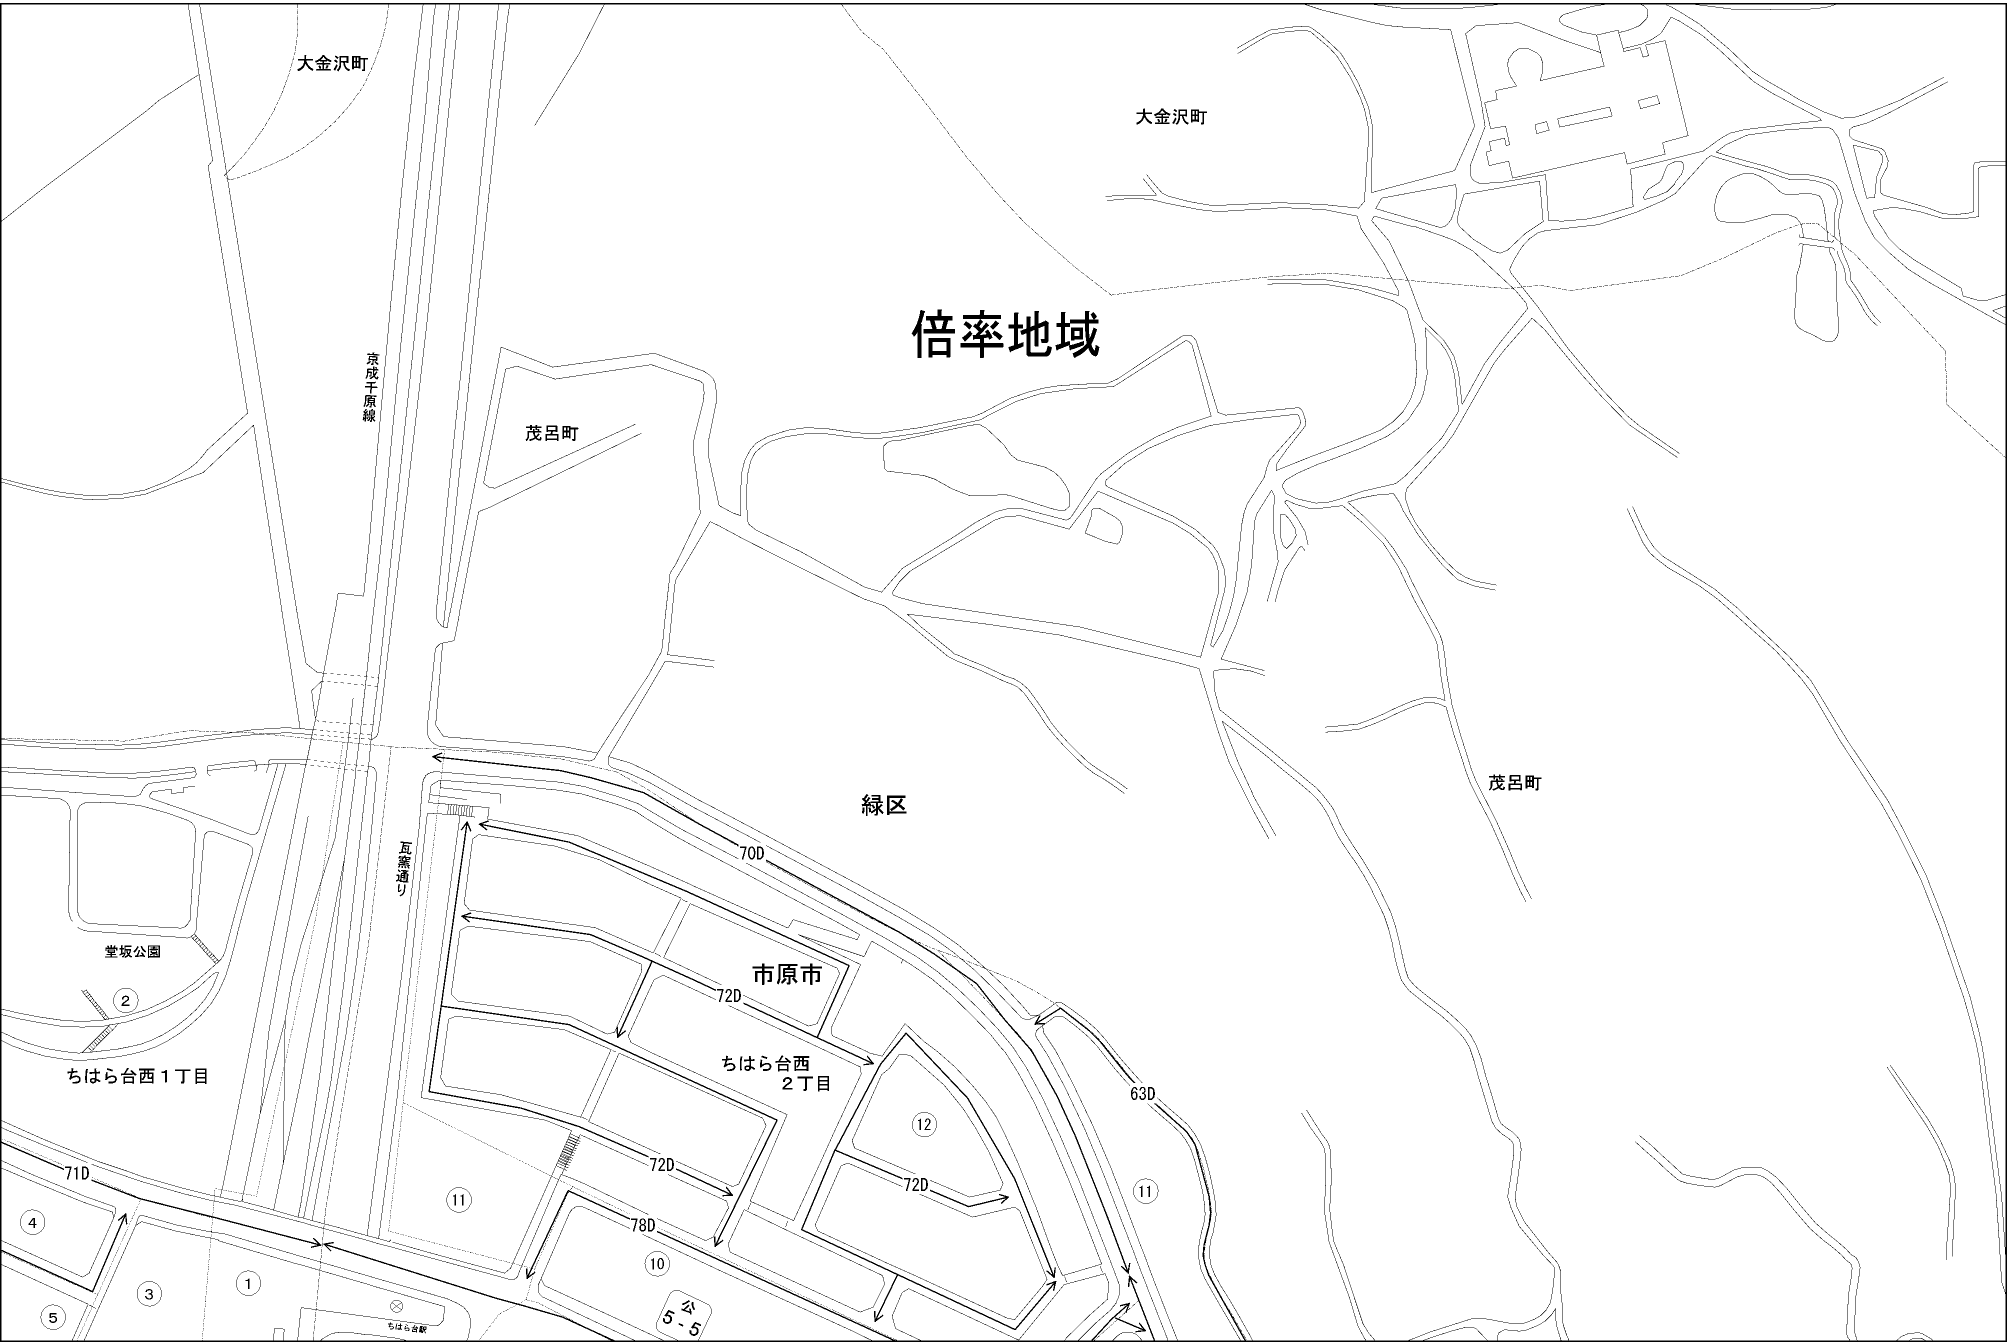 大金沢町
大金沢町
倍率地域
京成千原線
茂呂町
茂呂町
緑区
70D
瓦窯通り
堂坂公園
市原市
72D
②
ちはら台西
２丁目
ちはら台西１丁目
63D
⑫
72D
71D
72D
⑪
⑪
④
78D
⑩
①
③
⑤
公
5-5
ちはら台駅